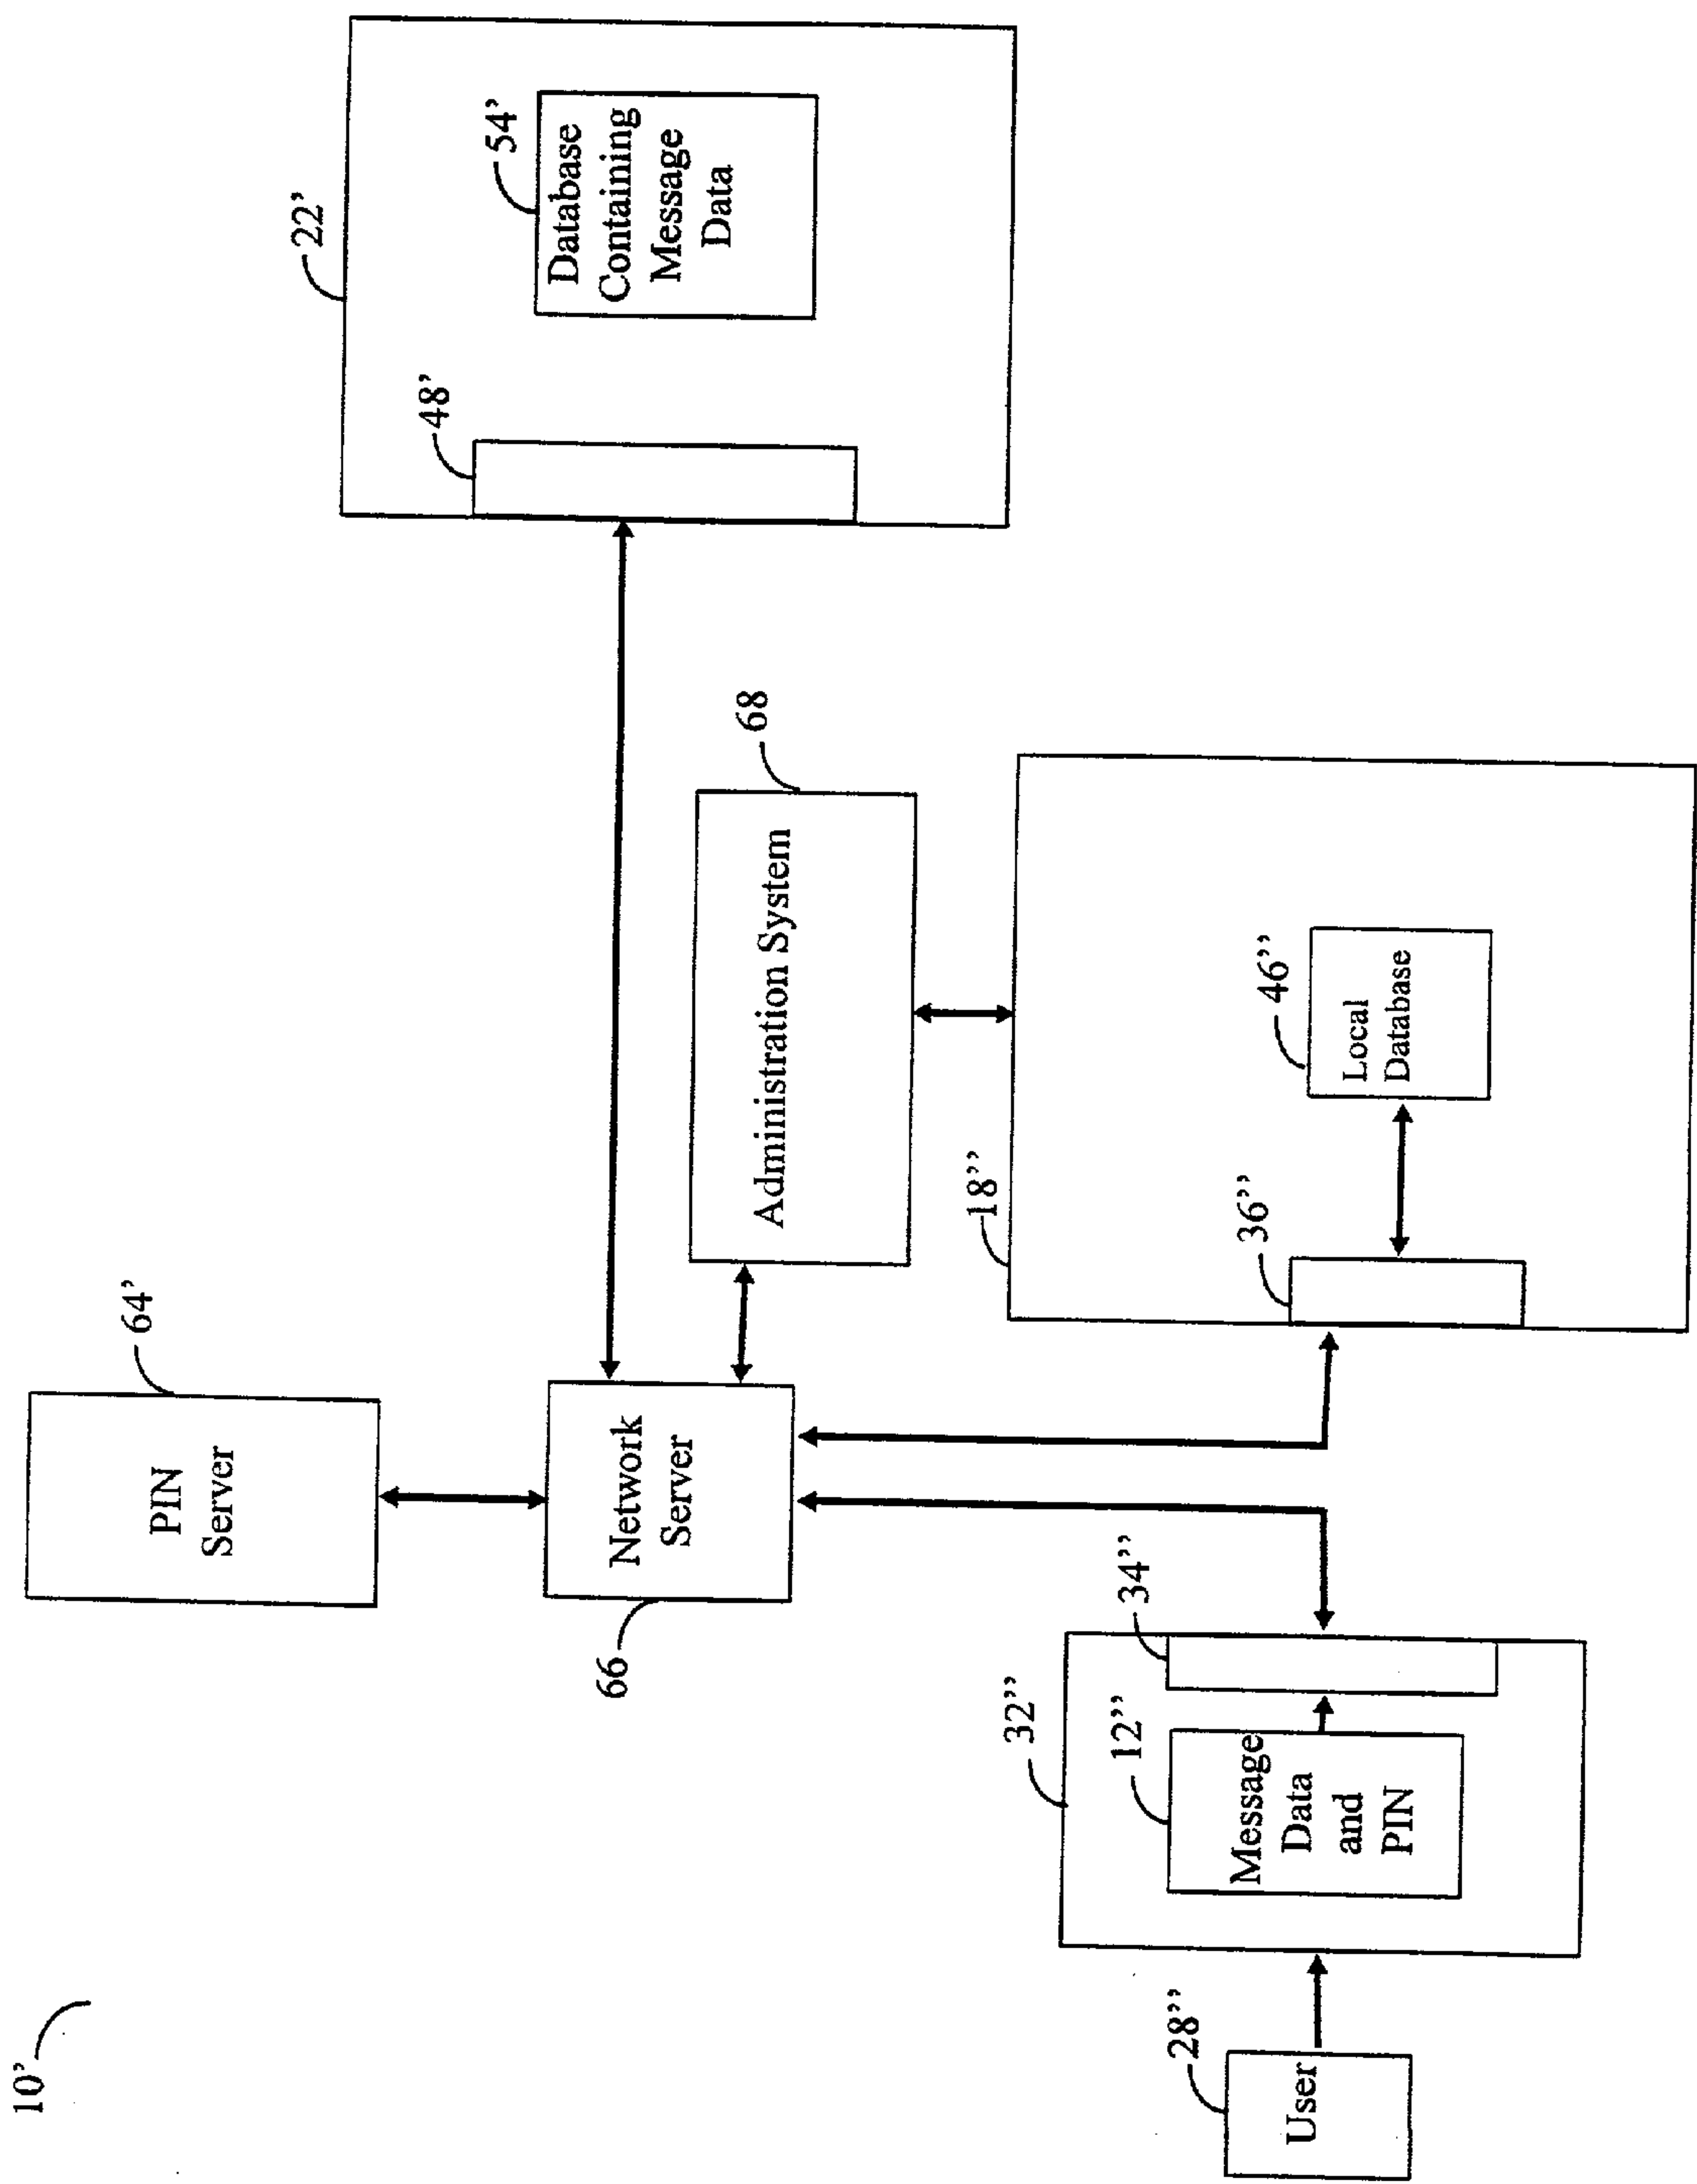 10’
64’
PIN
Server
22’
54’
Database
Containing
Message
Data
48’
66
Network
Server
68
Administration System
32’’
12’’
34’’
Message
Data
and
PIN
28’’
User
18’’
36’’
46’’
Local
Database